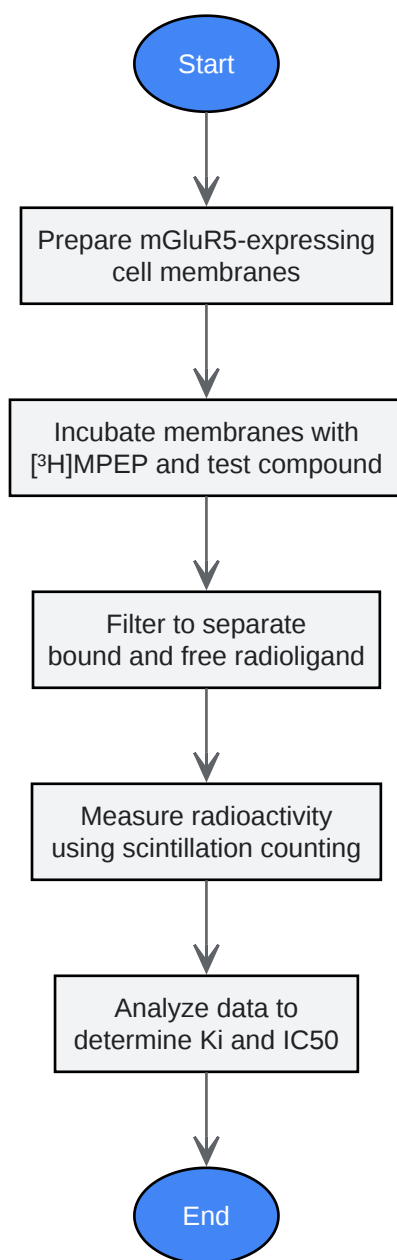 Start
Prepare mGluR5-expressing
cell membranes
Incubate membranes with
[³H]MPEP and test compound
Filter to separate
bound and free radioligand
Measure radioactivity
using scintillation counting
Analyze data to
determine Ki and IC50
End